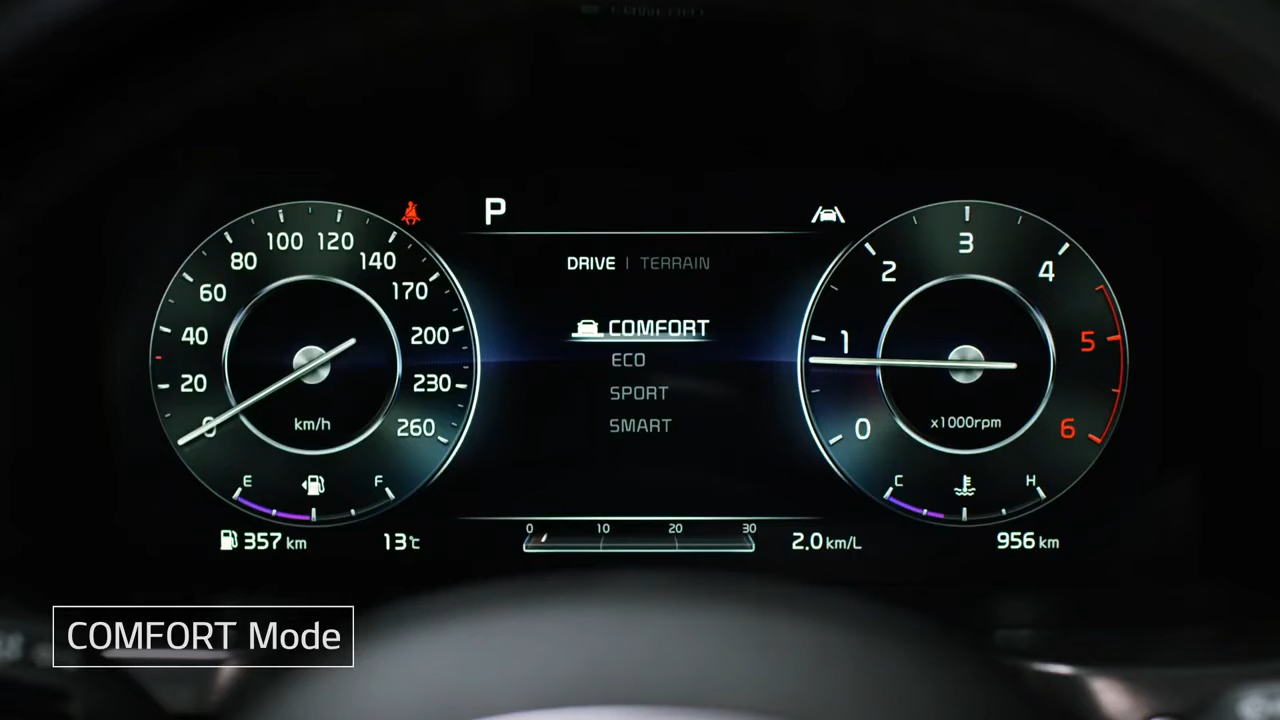 P
DRIVE | TERRAIN
COMFORT
ECO
SPORT
SMART
0
20
40
60
80
100
120
140
170
200
230
260
km/h
E
F
357 km
13℃
0 10 20 30
2.0 km/L
0
1
2
3
4
5
6
x1000rpm
C
H
956 km
COMFORT Mode